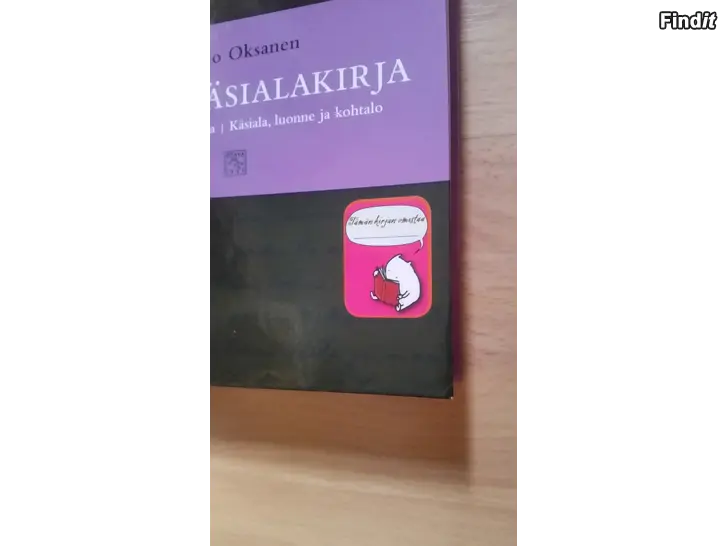 Findit
o Oksanen
ÄSIALAKIRJA
a | Käsiala, luonne ja kohtalo
Tämän kirjan omistaa